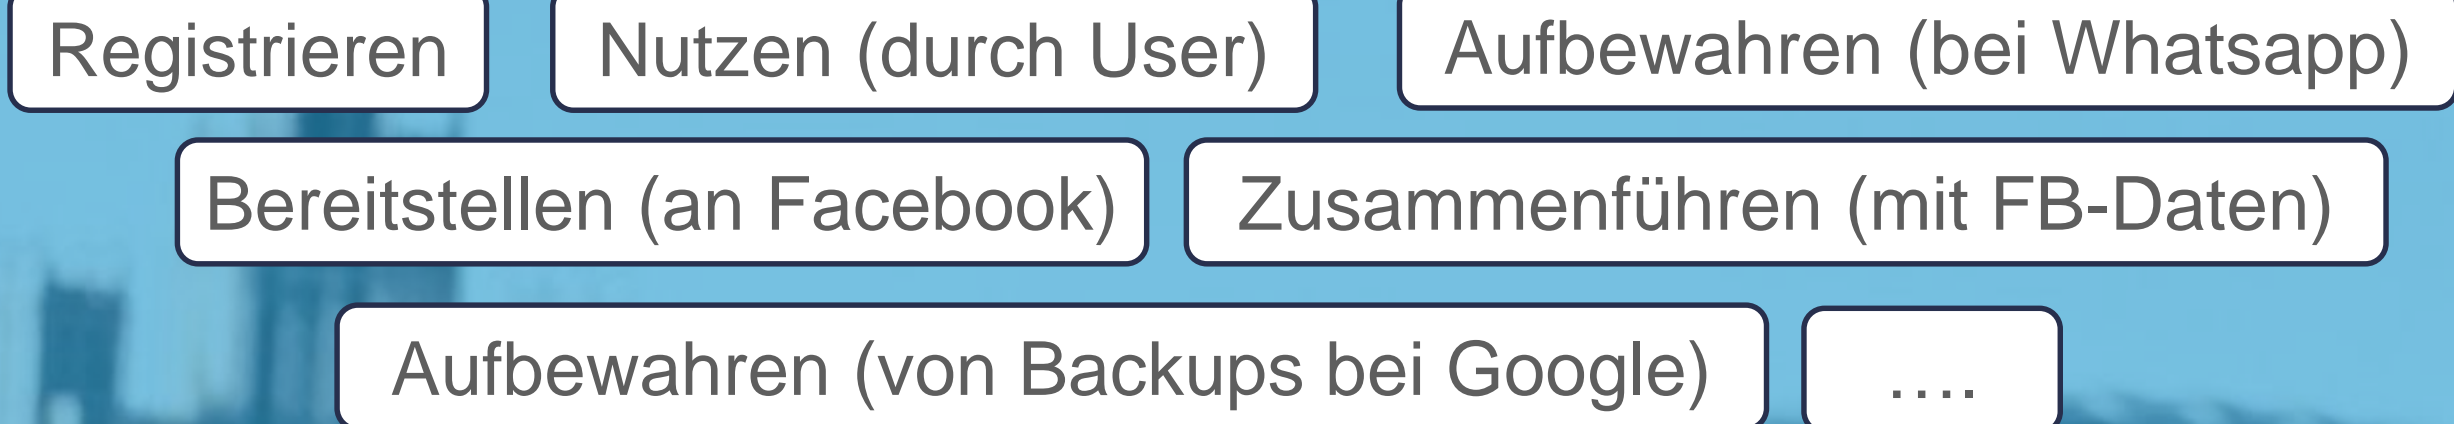 Registrieren Nutzen (durch User) Aufbewahren (bei Whatsapp)
Bereitstellen (an Facebook) Zusammenführen (mit FB-Daten)
Aufbewahren (von Backups bei Google) ....